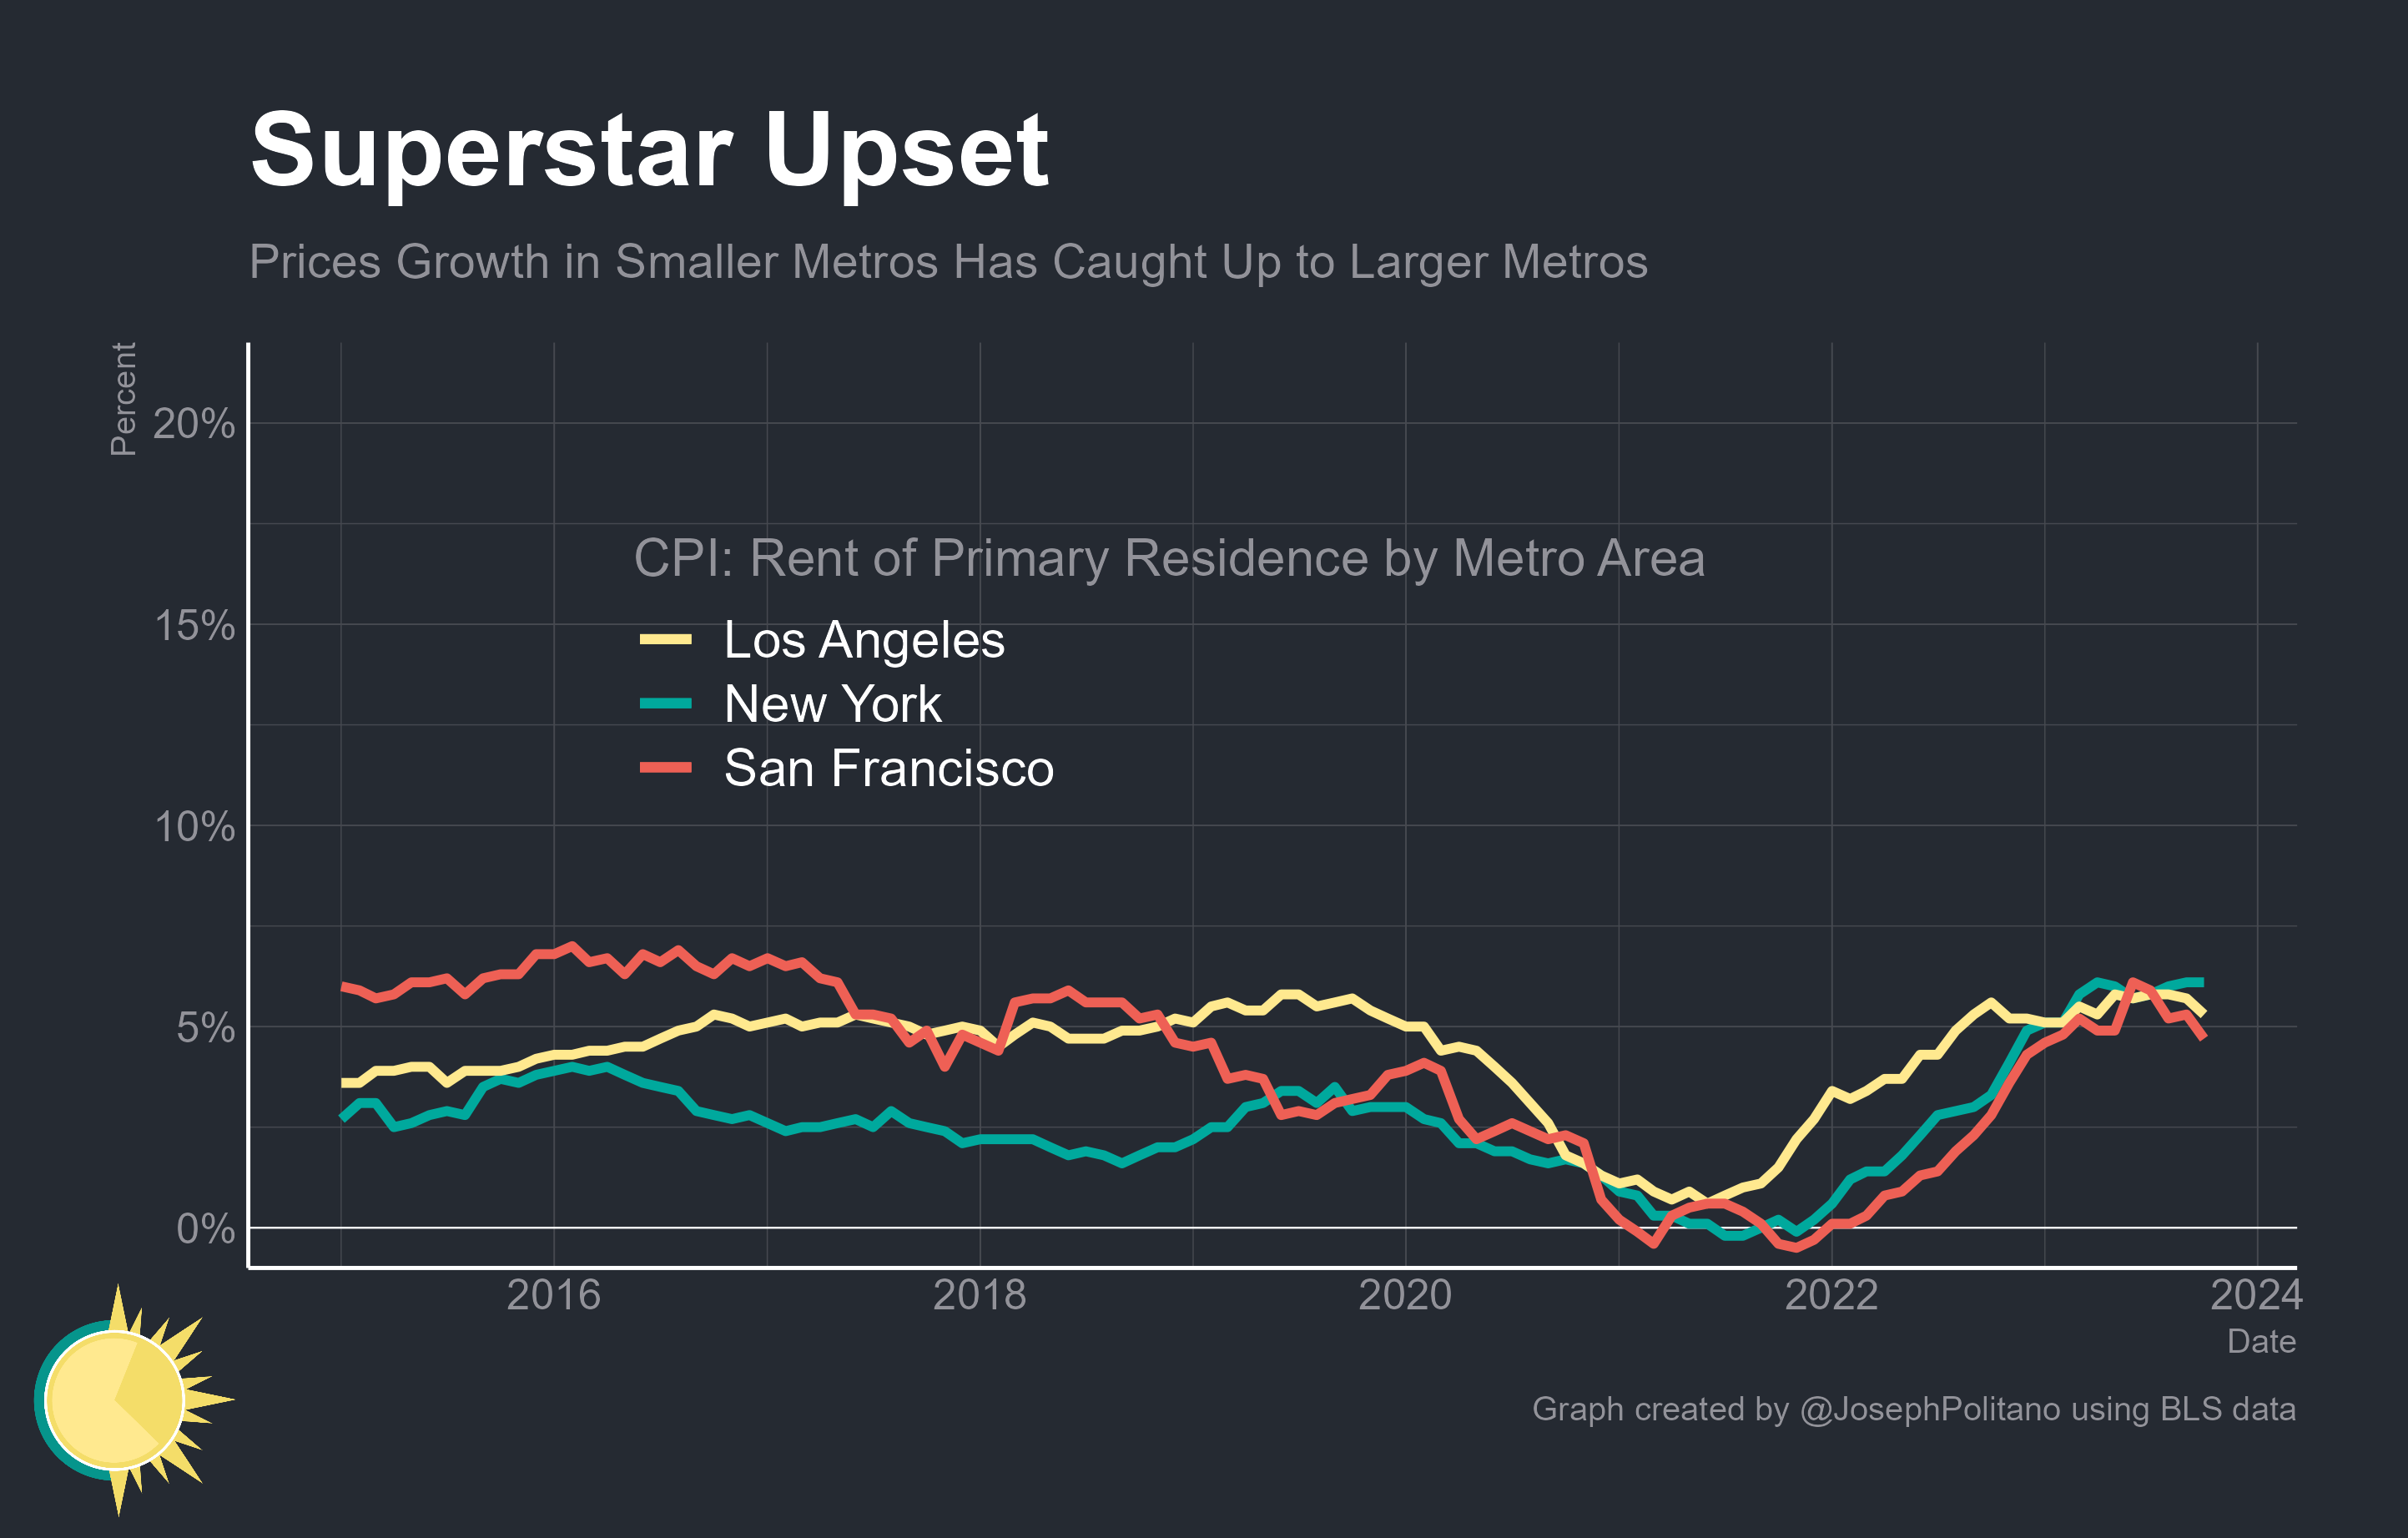 Superstar Upset
Prices Growth in Smaller Metros Has Caught Up to Larger Metros
Percent
20%
15%
10%
5%
0%
CPI: Rent of Primary Residence by Metro Area
Los Angeles
New York
San Francisco
2016 2018 2020 2022 2024
Date
Graph created by @JosephPolitano using BLS data